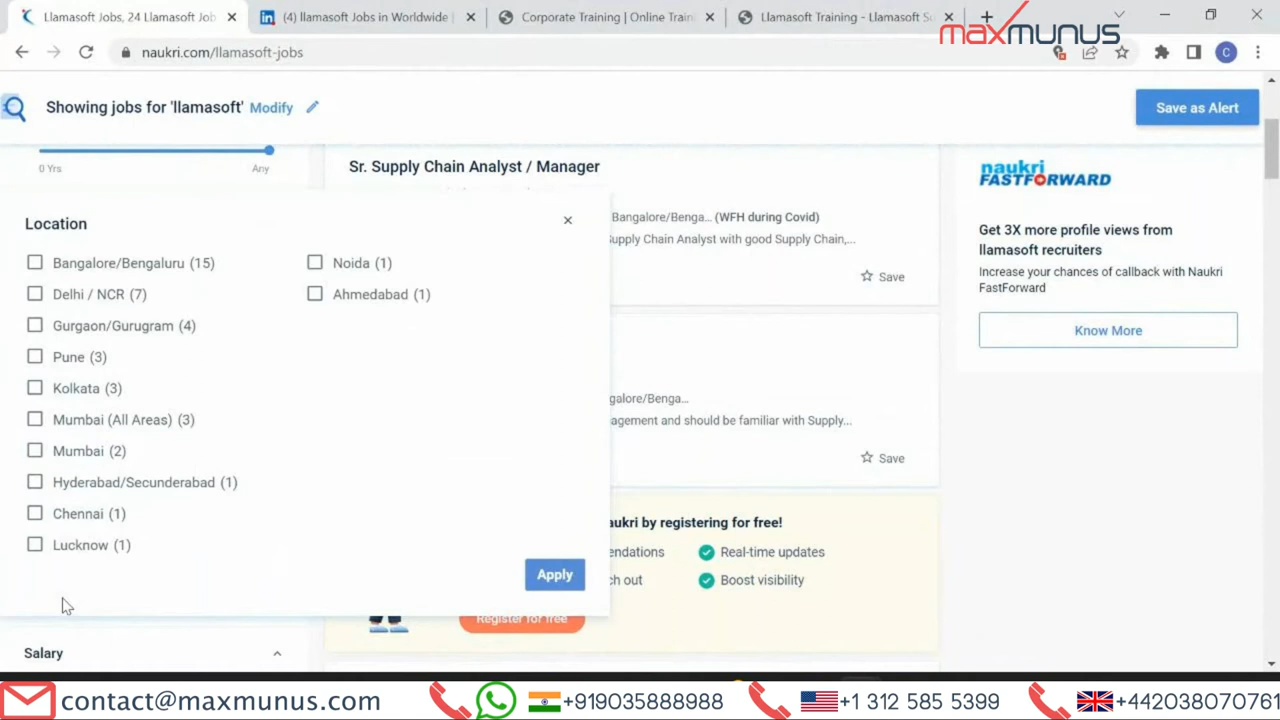 Llamasoft Jobs, 24 Llamasoft Job
(4) llamasoft Jobs in Worldwide |
Corporate Training | Online Train
Llamasoft Training - Llamasoft Su
maxmunus
naukri.com/llamasoft-jobs
C
Showing jobs for 'llamasoft' Modify
Save as Alert
0 Yrs
Any
Sr. Supply Chain Analyst / Manager
Bangalore/Benga... (WFH during Covid)
upply Chain Analyst with good Supply Chain,...
Save
Location
Bangalore/Bengaluru (15)
Delhi / NCR (7)
Gurgaon/Gurugram (4)
Pune (3)
Kolkata (3)
Mumbai (All Areas) (3)
Mumbai (2)
Hyderabad/Secunderabad (1)
Chennai (1)
Lucknow (1)
Noida (1)
Ahmedabad (1)
Apply
galore/Benga...
agement and should be familiar with Supply...
Save
aukri by registering for free!
endations
Real-time updates
ch out
Boost visibility
Register for free
naukri
FASTFORWARD
Get 3X more profile views from
llamasoft recruiters
Increase your chances of callback with Naukri
FastForward
Know More
Salary
contact@maxmunus.com
+919035888988
+1 312 585 5399
+44203807076